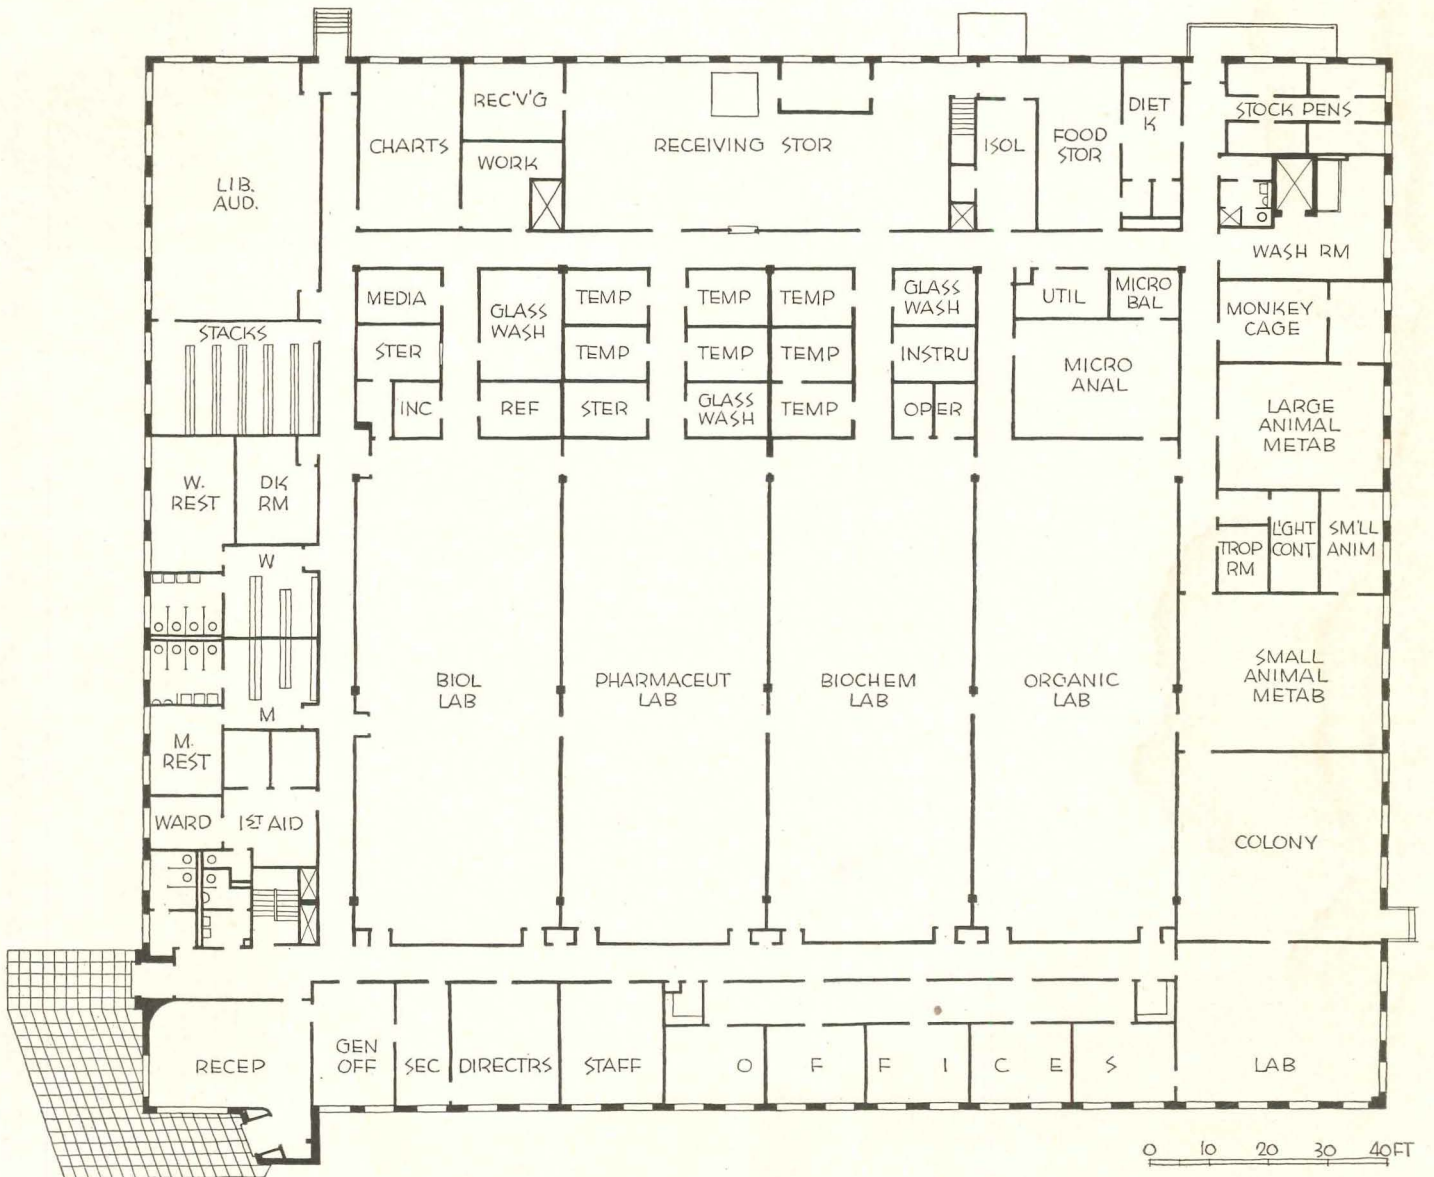 REC'V'G
CHARTS
WORK
RECEIVING STOR
ISOL
FOOD
STOR
DIET
K
STOCK PENS
LIB.
AUD.
WASH RM
MEDIA
GLASS
WASH
TEMP
TEMP
TEMP
GLASS
WASH
UTIL
MICRO
BAL
MONKEY
CAGE
STACKS
STER
TEMP
TEMP
TEMP
INSTRU
MICRO
ANAL
INC
REF
STER
GLASS
WASH
TEMP
OPER
LARGE
ANIMAL
METAB
W.
REST
DK
RM
L'GHT
CONT
SM'LL
ANIM
TROP
RM
W
BIOL
LAB
PHARMACEUT
LAB
BIOCHEM
LAB
ORGANIC
LAB
SMALL
ANIMAL
METAB
M
M.
REST
WARD
1ST AID
COLONY
RECEP
GEN
OFF
SEC
DIRECTRS
STAFF
O F F I C E S
LAB
0 10 20 30 40FT